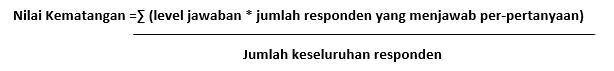 Nilai Kematangan =∑ (level jawaban * jumlah responden yang menjawab per-pertanyaan)
Jumlah keseluruhan responden